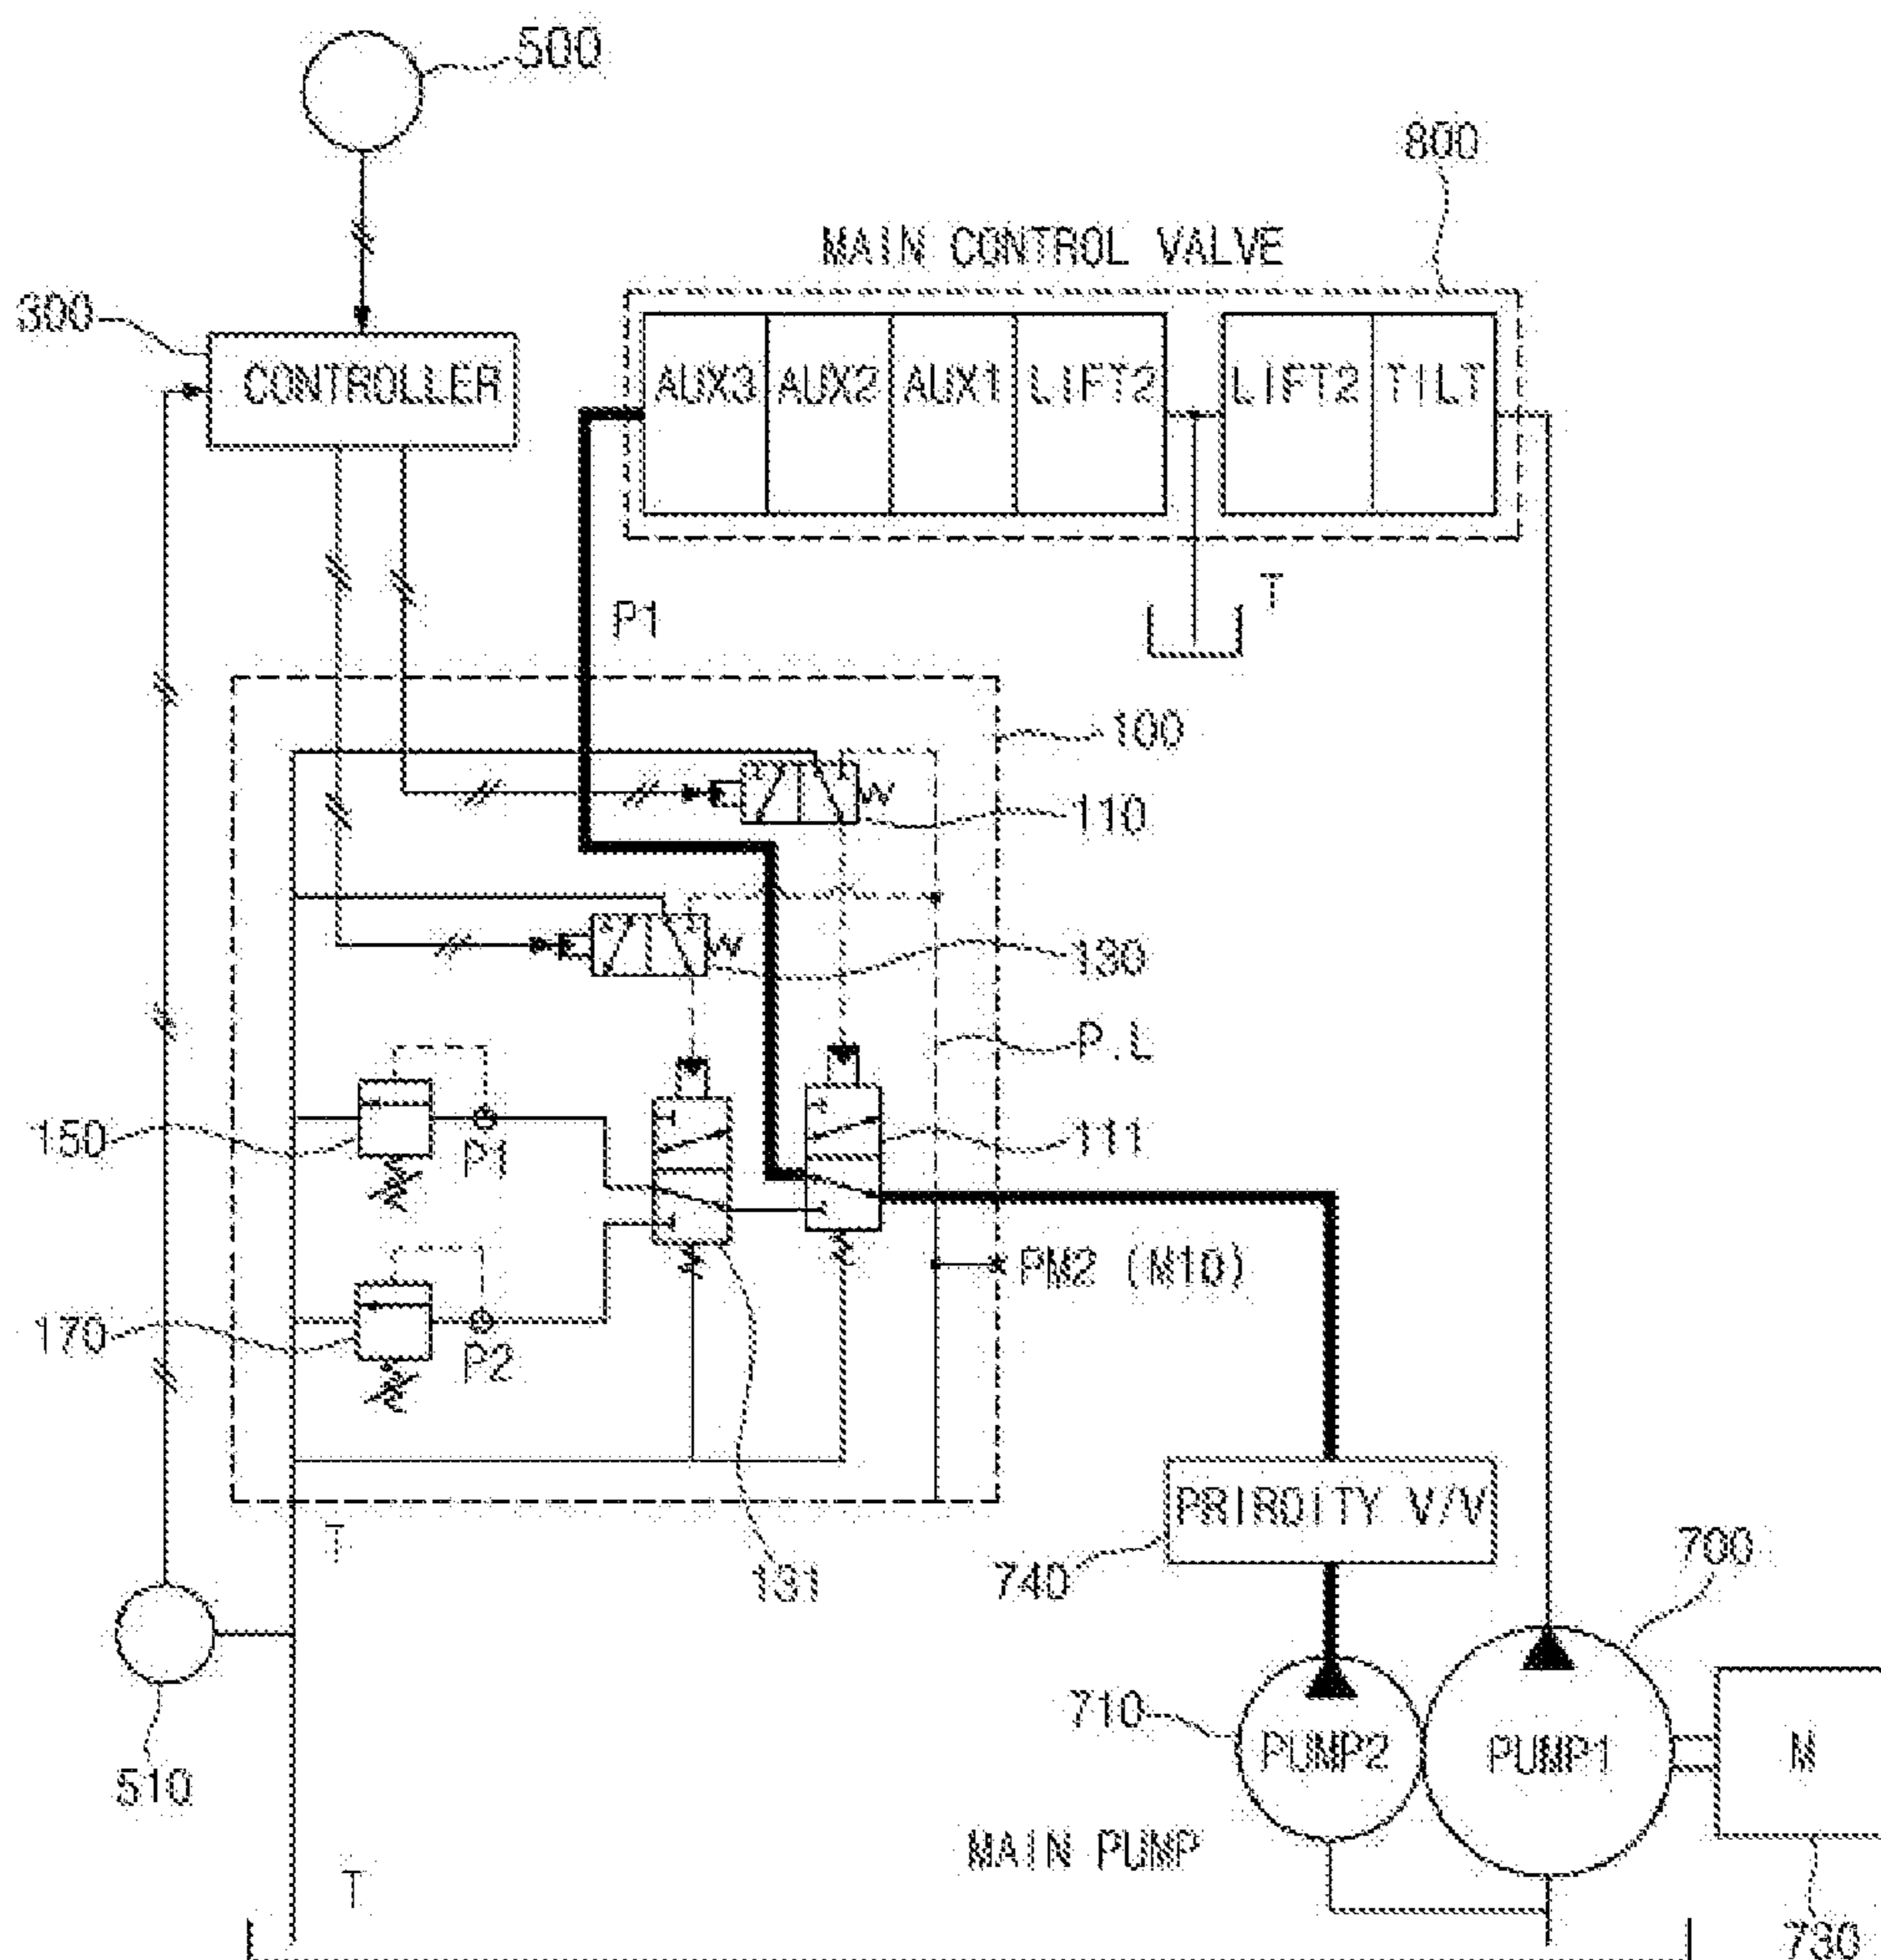 500
800
MAIN CONTROL VALVE
300
CONTROLLER
AUX3 AUX2 AUX1 LIFT2 LIFT2 TILT
P1
T
100
110
130
P.L
150
P1
111
PM2 (M10)
170
P2
PRIROITY V/V
T
131
740
700
710
PUMP2
PUMP1
M
510
MAIN PUMP
T
730